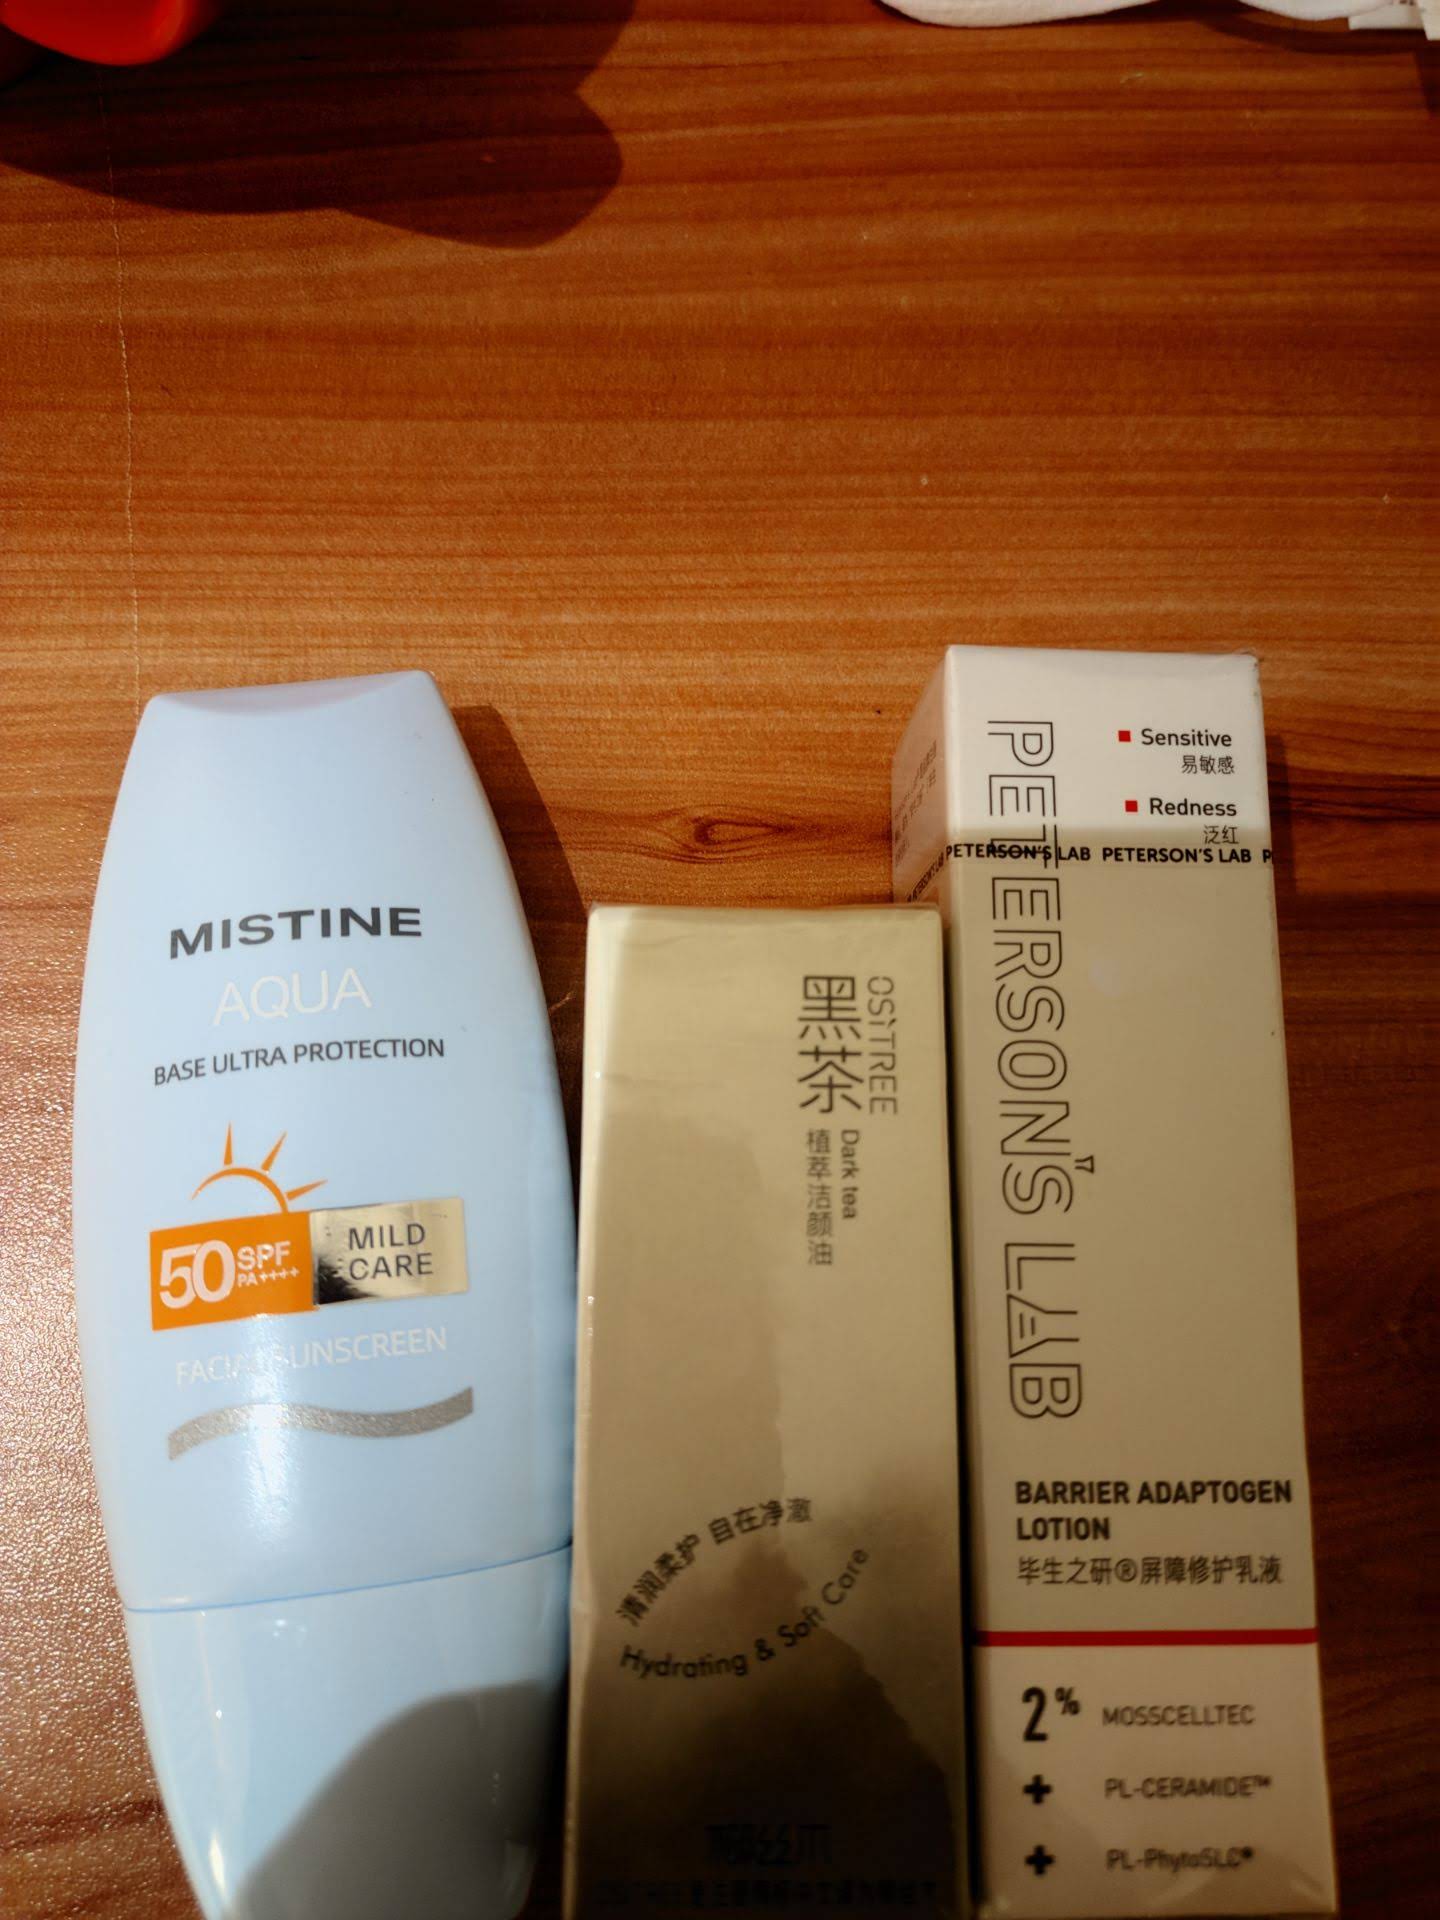 MISTINE
AQUA
BASE ULTRA PROTECTION
50 SPF
PA++++
MILD
CARE
FACIAL SUNSCREEN
OSITREE
黑茶
Dark tea
植萃洁颜油
清润柔护 自在净澈
Hydrating & Soft Care
PETERSON'S LAB
Sensitive
易敏感
Redness
泛红
PETERSON'S LAB PETERSON'S LAB P
BARRIER ADAPTOGEN
LOTION
毕生之研®屏障修护乳液
2% MOSSCELLTEC
+ PL-CERAMIDE™
+ PL-PhytoSLC®